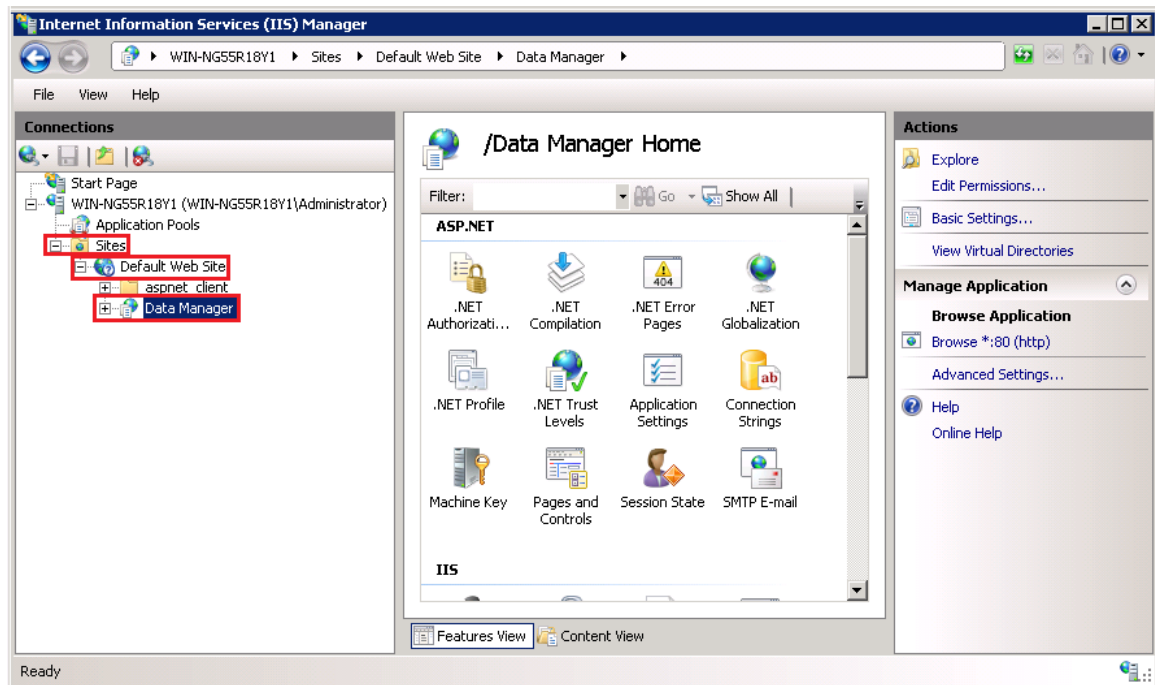 Internet Information Services (IIS) Manager
WIN-NG55R18Y1 Sites Default Web Site Data Manager
File View Help
Connections
Start Page
WIN-NG55R18Y1 (WIN-NG55R18Y1\Administrator)
Application Pools
Sites
Default Web Site
aspnet_client
Data Manager
/Data Manager Home
Filter: Go Show All
ASP.NET
.NET Authorizati...
.NET Compilation
.NET Error Pages
404
.NET Globalization
.NET Profile
.NET Trust Levels
Application Settings
ab
Connection Strings
Machine Key
Pages and Controls
Session State
SMTP E-mail
IIS
Features View Content View
Actions
Explore
Edit Permissions...
Basic Settings...
View Virtual Directories
Manage Application
Browse Application
Browse *:80 (http)
Advanced Settings...
Help
Online Help
Ready